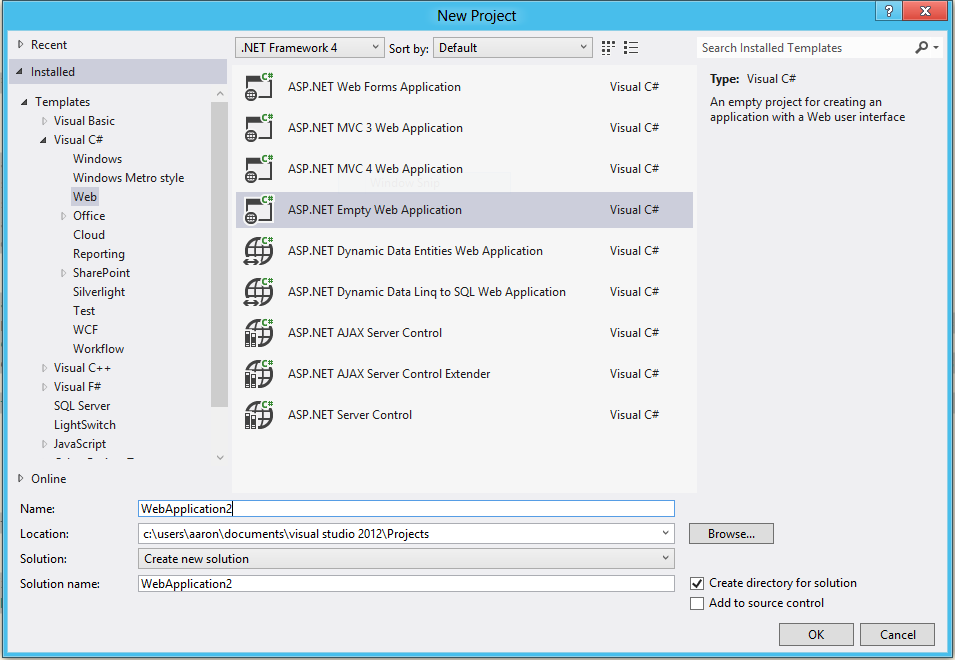 New Project
?
x
Recent
.NET Framework 4
Sort by:
Default
Search Installed Templates
Installed
Templates
Visual Basic
Visual C#
Windows
Windows Metro style
Web
Office
Cloud
Reporting
SharePoint
Silverlight
Test
WCF
Workflow
Visual C++
Visual F#
SQL Server
LightSwitch
JavaScript
Online
ASP.NET Web Forms Application Visual C#
ASP.NET MVC 3 Web Application Visual C#
ASP.NET MVC 4 Web Application Visual C#
Window Snip
ASP.NET Empty Web Application Visual C#
ASP.NET Dynamic Data Entities Web Application Visual C#
ASP.NET Dynamic Data Linq to SQL Web Application Visual C#
ASP.NET AJAX Server Control Visual C#
ASP.NET AJAX Server Control Extender Visual C#
ASP.NET Server Control Visual C#
Type: Visual C#
An empty project for creating an
application with a Web user interface
Name: WebApplication2
Location: c:\users\aaron\documents\visual studio 2012\Projects
Browse...
Solution: Create new solution
Solution name: WebApplication2
Create directory for solution
Add to source control
OK
Cancel